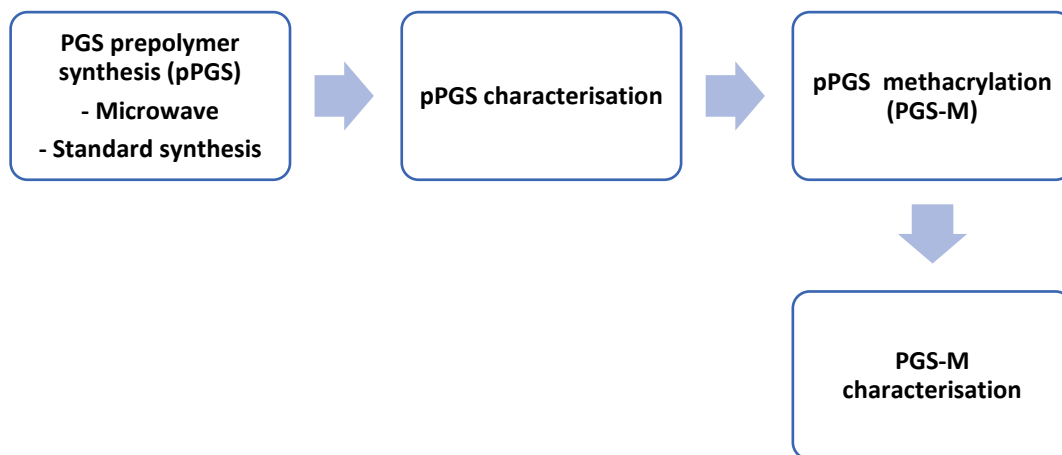 PGS prepolymer
synthesis (pPGS)
- Microwave
- Standard synthesis
pPGS characterisation
pPGS methacrylation
(PGS-M)
PGS-M
characterisation